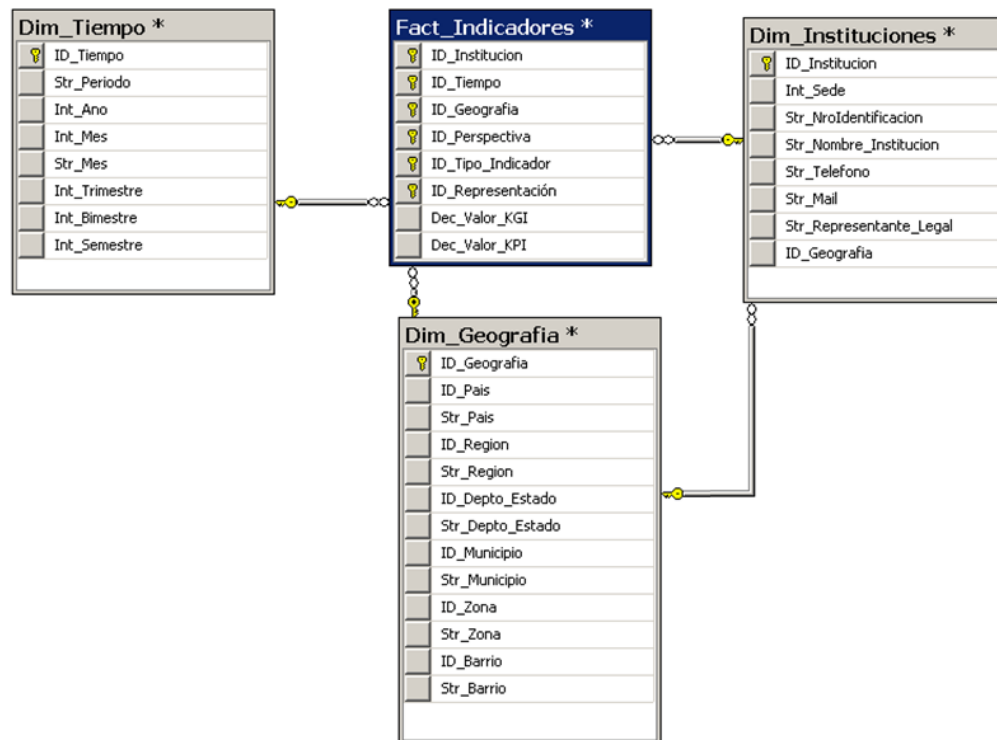 Dim_Tiempo *
ID_Tiempo
Str_Periodo
Int_Ano
Int_Mes
Str_Mes
Int_Trimestre
Int_Bimestre
Int_Semestre
Fact_Indicadores *
ID_Institucion
ID_Tiempo
ID_Geografia
ID_Perspectiva
ID_Tipo_Indicador
ID_Representación
Dec_Valor_KGI
Dec_Valor_KPI
Dim_Instituciones *
ID_Institucion
Int_Sede
Str_NroIdentificacion
Str_Nombre_Institucion
Str_Telefono
Str_Mail
Str_Representante_Legal
ID_Geografia
Dim_Geografia *
ID_Geografia
ID_Pais
Str_Pais
ID_Region
Str_Region
ID_Depto_Estado
Str_Depto_Estado
ID_Municipio
Str_Municipio
ID_Zona
Str_Zona
ID_Barrio
Str_Barrio